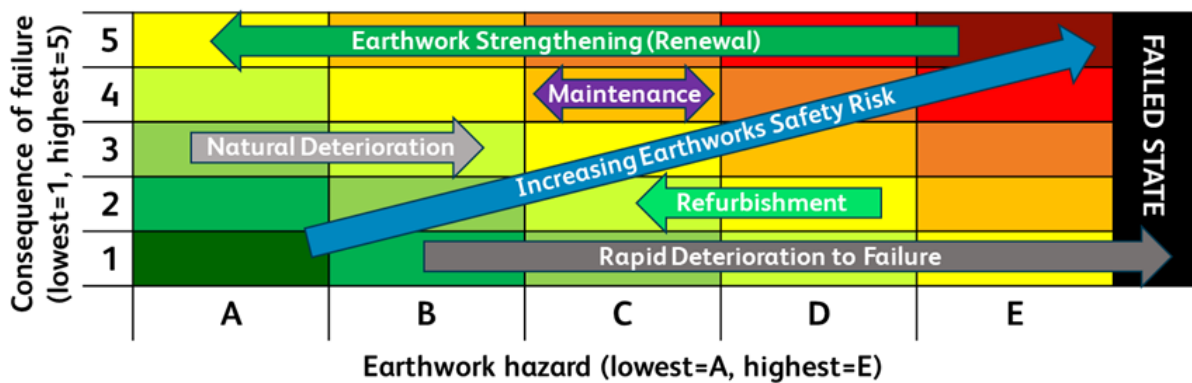 Consequence of failure
(lowest=1, highest=5)
5
Earthwork Strengthening (Renewal)
4
Maintenance
3
Natural Deterioration
Increasing Earthworks Safety Risk
2
Refurbishment
1
Rapid Deterioration to Failure
FAILED STATE
A
B
C
D
E
Earthwork hazard (lowest=A, highest=E)